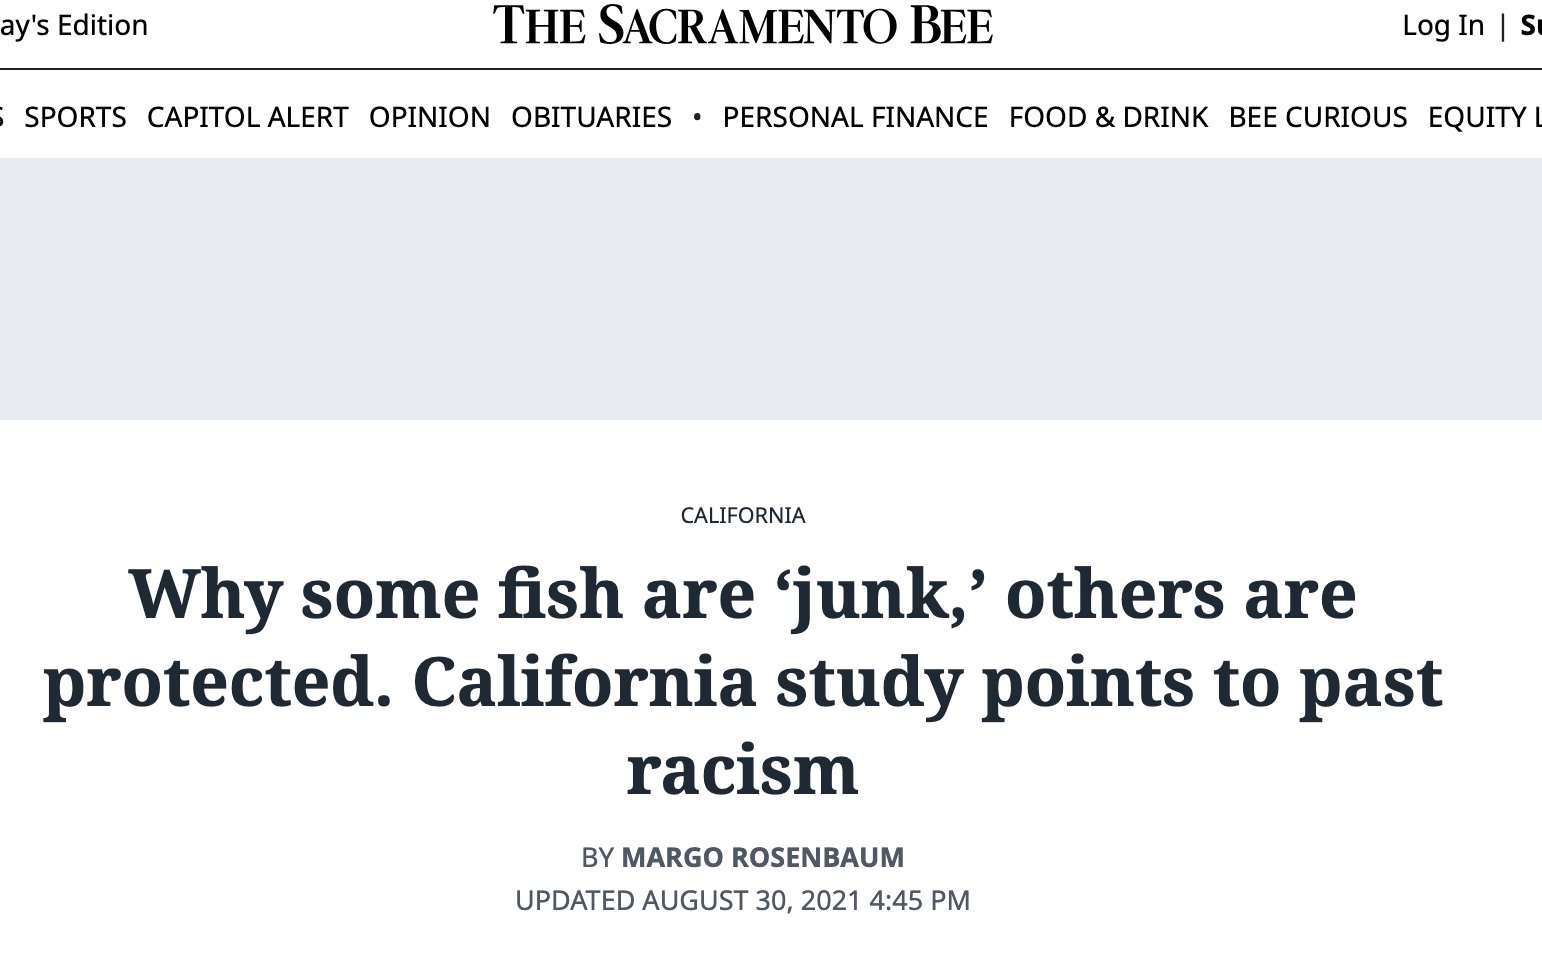 ay's Edition THE SACRAMENTO BEE Log In | Su
S SPORTS CAPITOL ALERT OPINION OBITUARIES • PERSONAL FINANCE FOOD & DRINK BEE CURIOUS EQUITY L
CALIFORNIA
Why some fish are ‘junk,’ others are
protected. California study points to past
racism
BY MARGO ROSENBAUM
UPDATED AUGUST 30, 2021 4:45 PM